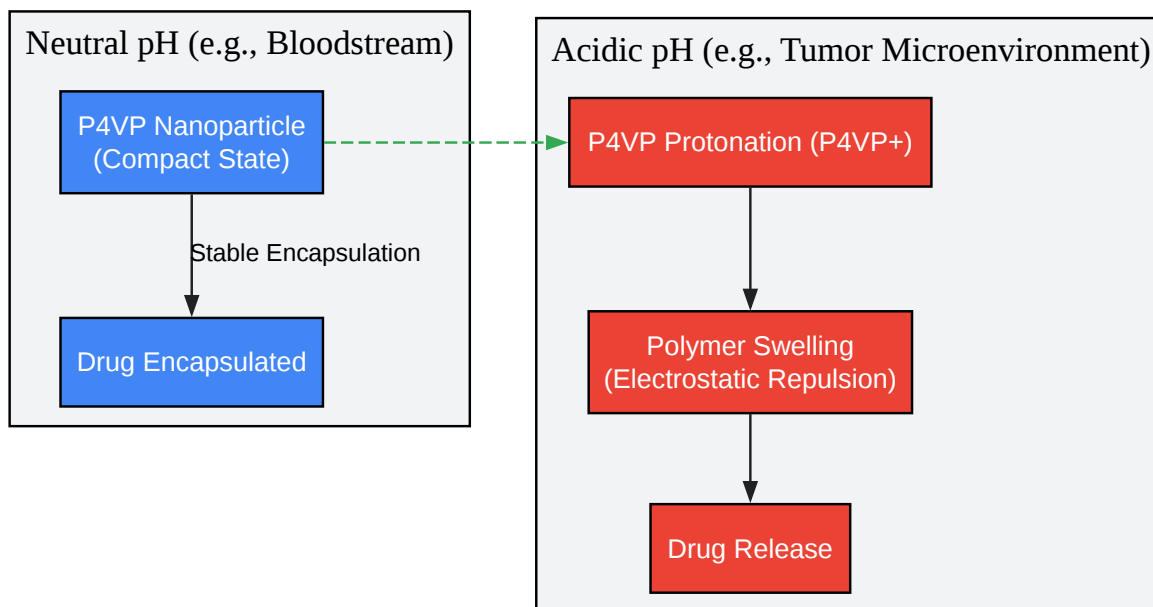 Neutral pH (e.g., Bloodstream)
P4VP Nanoparticle
(Compact State)
Stable Encapsulation
Drug Encapsulated
Acidic pH (e.g., Tumor Microenvironment)
P4VP Protonation (P4VP+)
Polymer Swelling
(Electrostatic Repulsion)
Drug Release